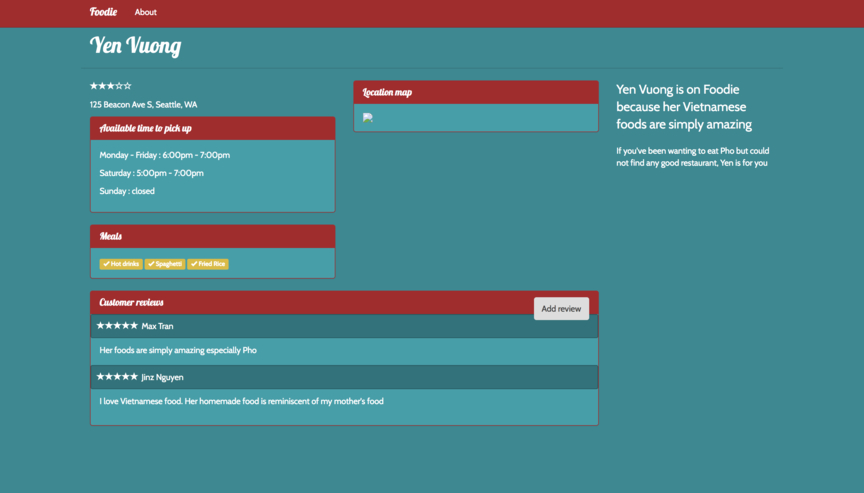 Foodie About
Yen Vuong
★★★☆☆
125 Beacon Ave S, Seattle, WA
Available time to pick up
Monday - Friday : 6:00pm - 7:00pm
Saturday : 5:00pm - 7:00pm
Sunday : closed
Meals
✔ Hot drinks ✔ Spaghetti ✔ Fried Rice
Location map
Yen Vuong is on Foodie
because her Vietnamese
foods are simply amazing
If you've been wanting to eat Pho but could
not find any good restaurant, Yen is for you
Customer reviews
Add review
★★★★★ Max Tran
Her foods are simply amazing especially Pho
★★★★★ Jinz Nguyen
I love Vietnamese food. Her homemade food is reminiscent of my mother's food